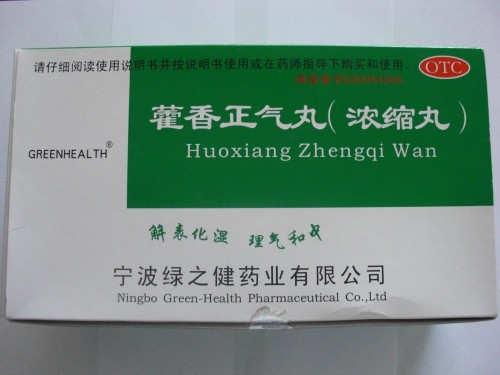 请仔细阅读使用说明书并按说明书使用或在药师指导下购买和使用。
OTC
藿香正气丸（浓缩丸）
Huoxiang Zhengqi Wan
GREENHEALTH®
解表化湿 理气和
宁波绿之健药业有限公司
Ningbo Green-Health Pharmaceutical Co.,Ltd